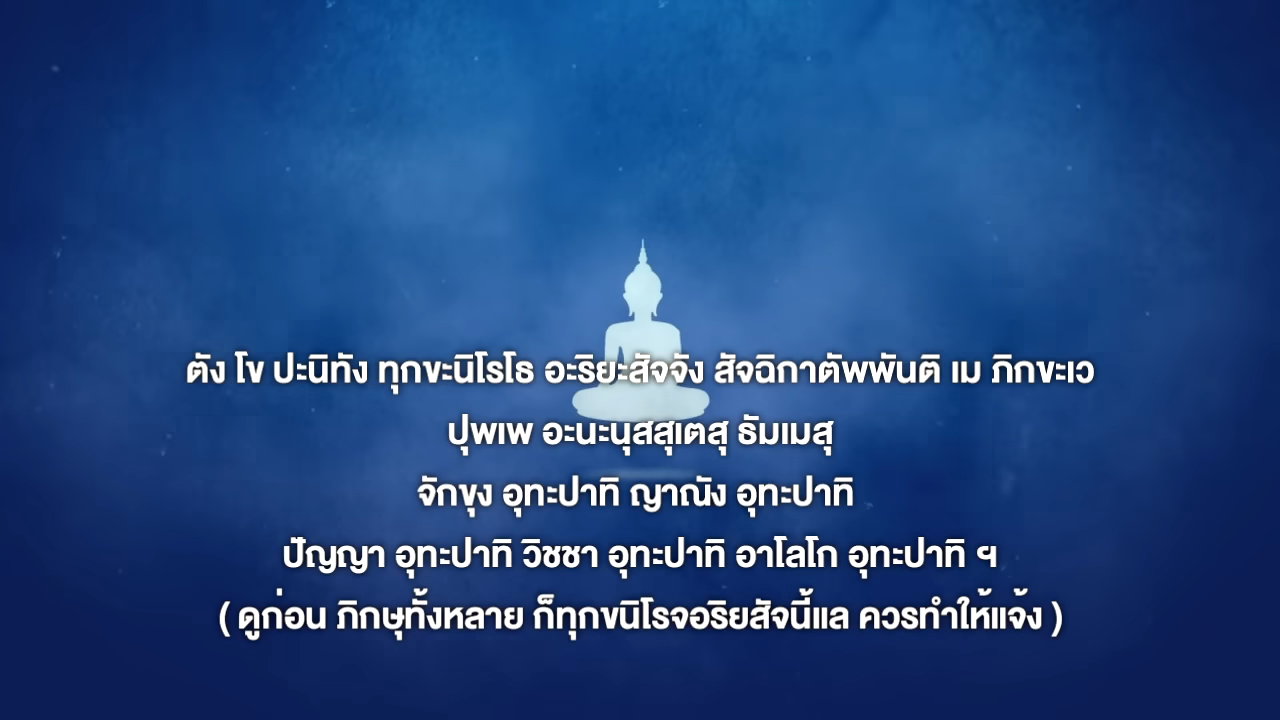 ตัง โข ปะนิทัง ทุกขะนิโรโธ อะริยะสัจจัง สัจฉิกาตัพพันติ เม ภิกขะเว
ปุพเพ อะนะนุสสุเตสุ ธัมเมสุ
จักขุง อุทะปาทิ ญาณัง อุทะปาทิ
ปัญญา อุทะปาทิ วิชชา อุทะปาทิ อาโลโก อุทะปาทิ ฯ
( ดูก่อน ภิกษุทั้งหลาย ก็ทุกขนิโรจอริยสัจนี้แล ควรทำให้แจ้ง )